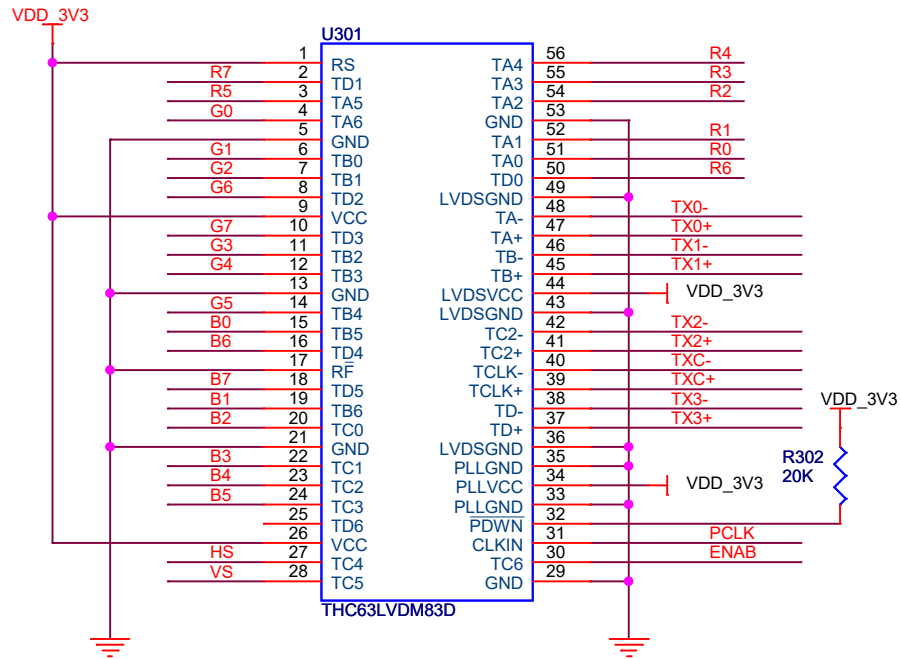 VDD_3V3
U301
1 RS TA4 56 R4
R7 2 TD1 TA3 55 R3
R5 3 TA5 TA2 54 R2
G0 4 TA6 GND 53
5 GND TA1 52 R1
G1 6 TB0 TA0 51 R0
G2 7 TB1 TD0 50 R6
G6 8 TD2 LVDSGND 49
9 VCC TA- 48 TX0-
G7 10 TD3 TA+ 47 TX0+
G3 11 TB2 TB- 46 TX1-
G4 12 TB3 TB+ 45 TX1+
13 GND LVDSVCC 44 VDD_3V3
G5 14 TB4 LVDSGND 43
B0 15 TB5 TC2- 42 TX2-
B6 16 TD4 TC2+ 41 TX2+
17 RF TCLK- 40 TXC-
B7 18 TD5 TCLK+ 39 TXC+
B1 19 TB6 TD- 38 TX3-
B2 20 TC0 TD+ 37 TX3+
VDD_3V3
21 GND LVDSGND 36
B3 22 TC1 PLLGND 35
R302
20K
B4 23 TC2 PLLVCC 34 VDD_3V3
B5 24 TC3 PLLGND 33
25 TD6 PDWN 32
26 VCC CLKIN 31 PCLK
HS 27 TC4 TC6 30 ENAB
VS 28 TC5 GND 29
THC63LVDM83D